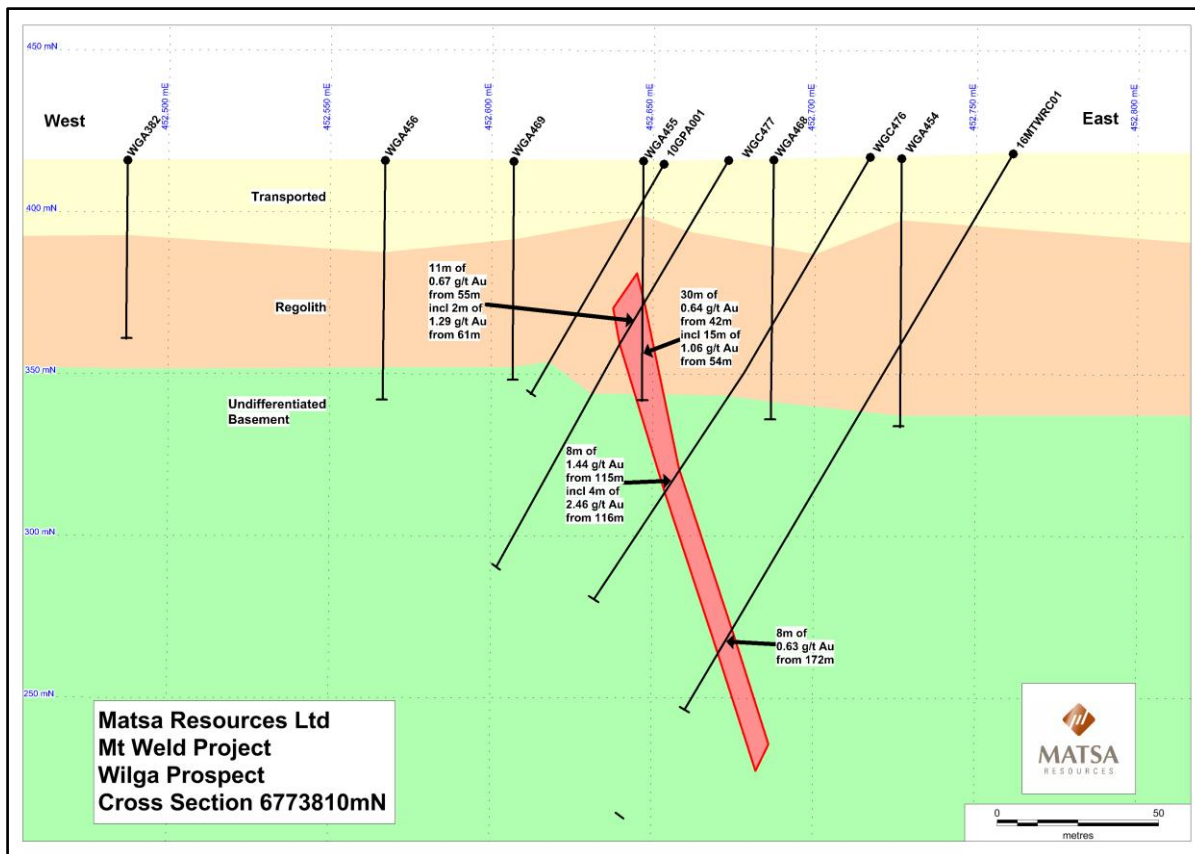 450 mN
400 mN
350 mN
300 mN
250 mN
452,500 mE
452,550 mE
452,600 mE
452,650 mE
452,700 mE
452,750 mE
452,800 mE
West
East
WGA382
WGA456
WGA469
WGA455
10GPA001
WGC477
WGA468
WGC476
WGA454
16MTWRC01
Transported
Regolith
Undifferentiated
Basement
11m of
0.67 g/t Au
from 55m
incl 2m of
1.29 g/t Au
from 61m
30m of
0.64 g/t Au
from 42m
incl 15m of
1.06 g/t Au
from 54m
8m of
1.44 g/t Au
from 115m
incl 4m of
2.46 g/t Au
from 116m
8m of
0.63 g/t Au
from 172m
Matsa Resources Ltd
Mt Weld Project
Wilga Prospect
Cross Section 6773810mN
MATSA
RESOURCES
0
50
metres